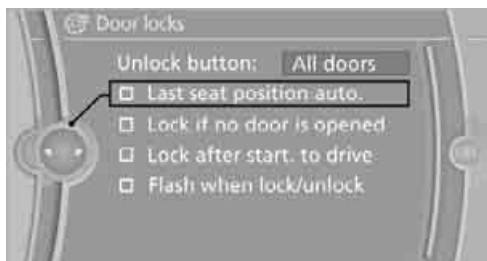 Door locks
Unlock button: All doors
Last seat position auto.
Lock if no door is opened
Lock after start. to drive
Flash when lock/unlock